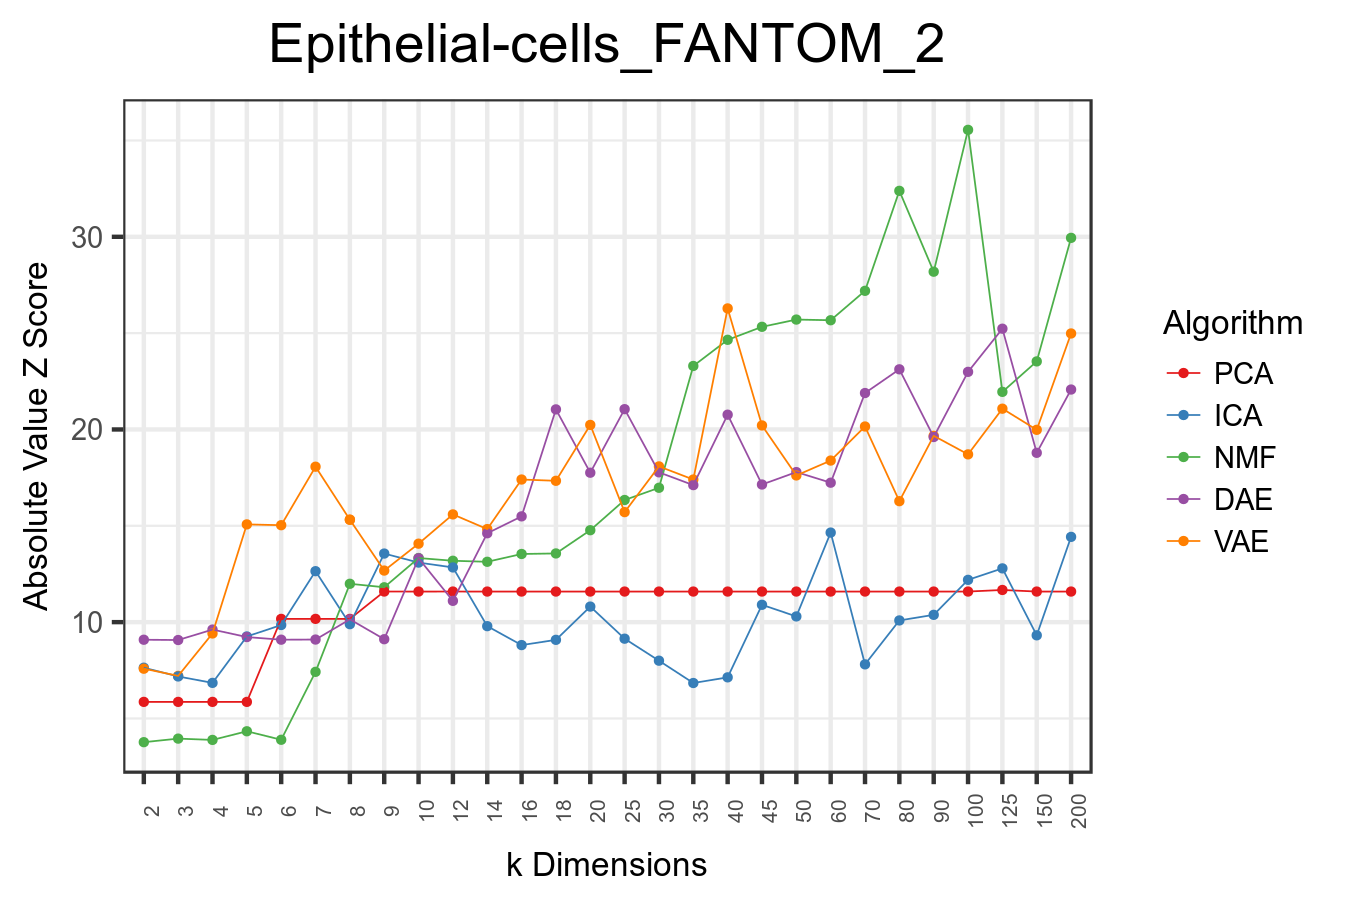 Epithelial-cells_FANTOM_2
Absolute Value Z Score
30
20
10
2 3 4 5 6 7 8 9 10 12 14 16 18 20 25 30 35 40 45 50 60 70 80 90 100 125 150 200
k Dimensions
Algorithm
PCA
ICA
NMF
DAE
VAE